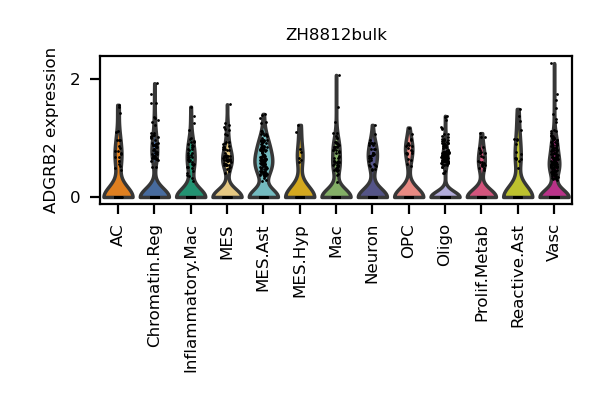 ZH8812bulk
ADGRB2 expression
2
0
AC
Chromatin.Reg
Inflammatory.Mac
MES
MES.Ast
MES.Hyp
Mac
Neuron
OPC
Oligo
Prolif.Metab
Reactive.Ast
Vasc